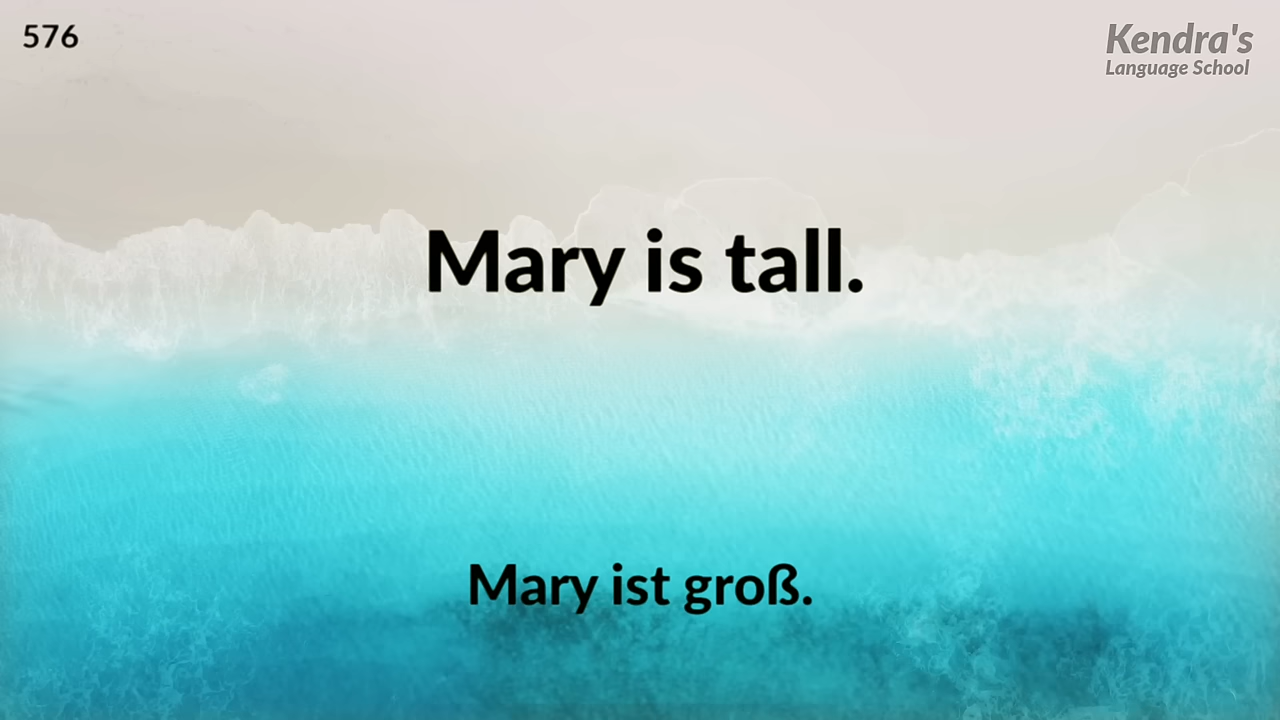 576
Kendra's
Language School
Mary is tall.
Mary ist groß.